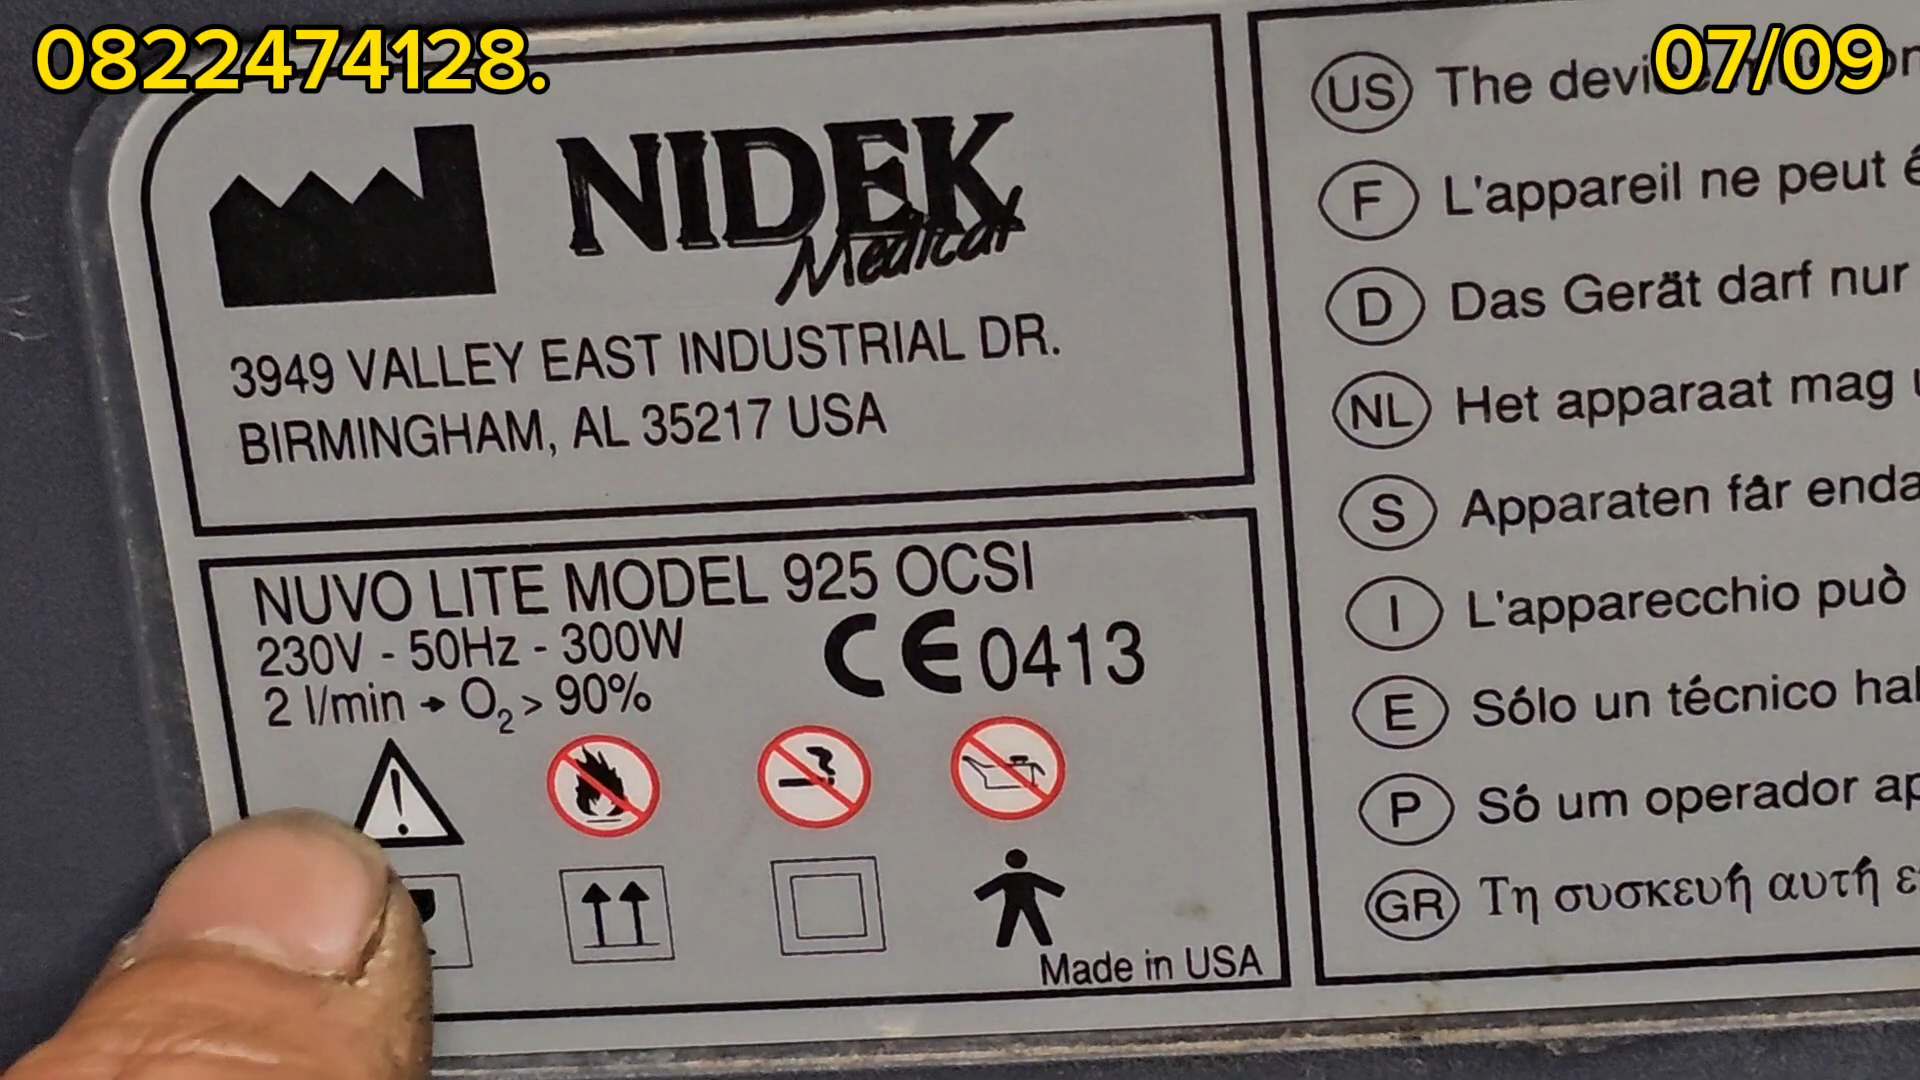 0822474128.
07/09
NIDEK
Medical
3949 VALLEY EAST INDUSTRIAL DR.
BIRMINGHAM, AL 35217 USA
NUVO LITE MODEL 925 OCSI
230V - 50Hz - 300W
2 l/min → O₂ > 90%
CE 0413
Made in USA
US The
F L'appareil ne peut
D Das Gerät darf nur
NL Het apparaat mag
S Apparaten får
I L'apparecchio può
E Sólo un técnico
P Só um operador
GR Τη συσκευή αυτή